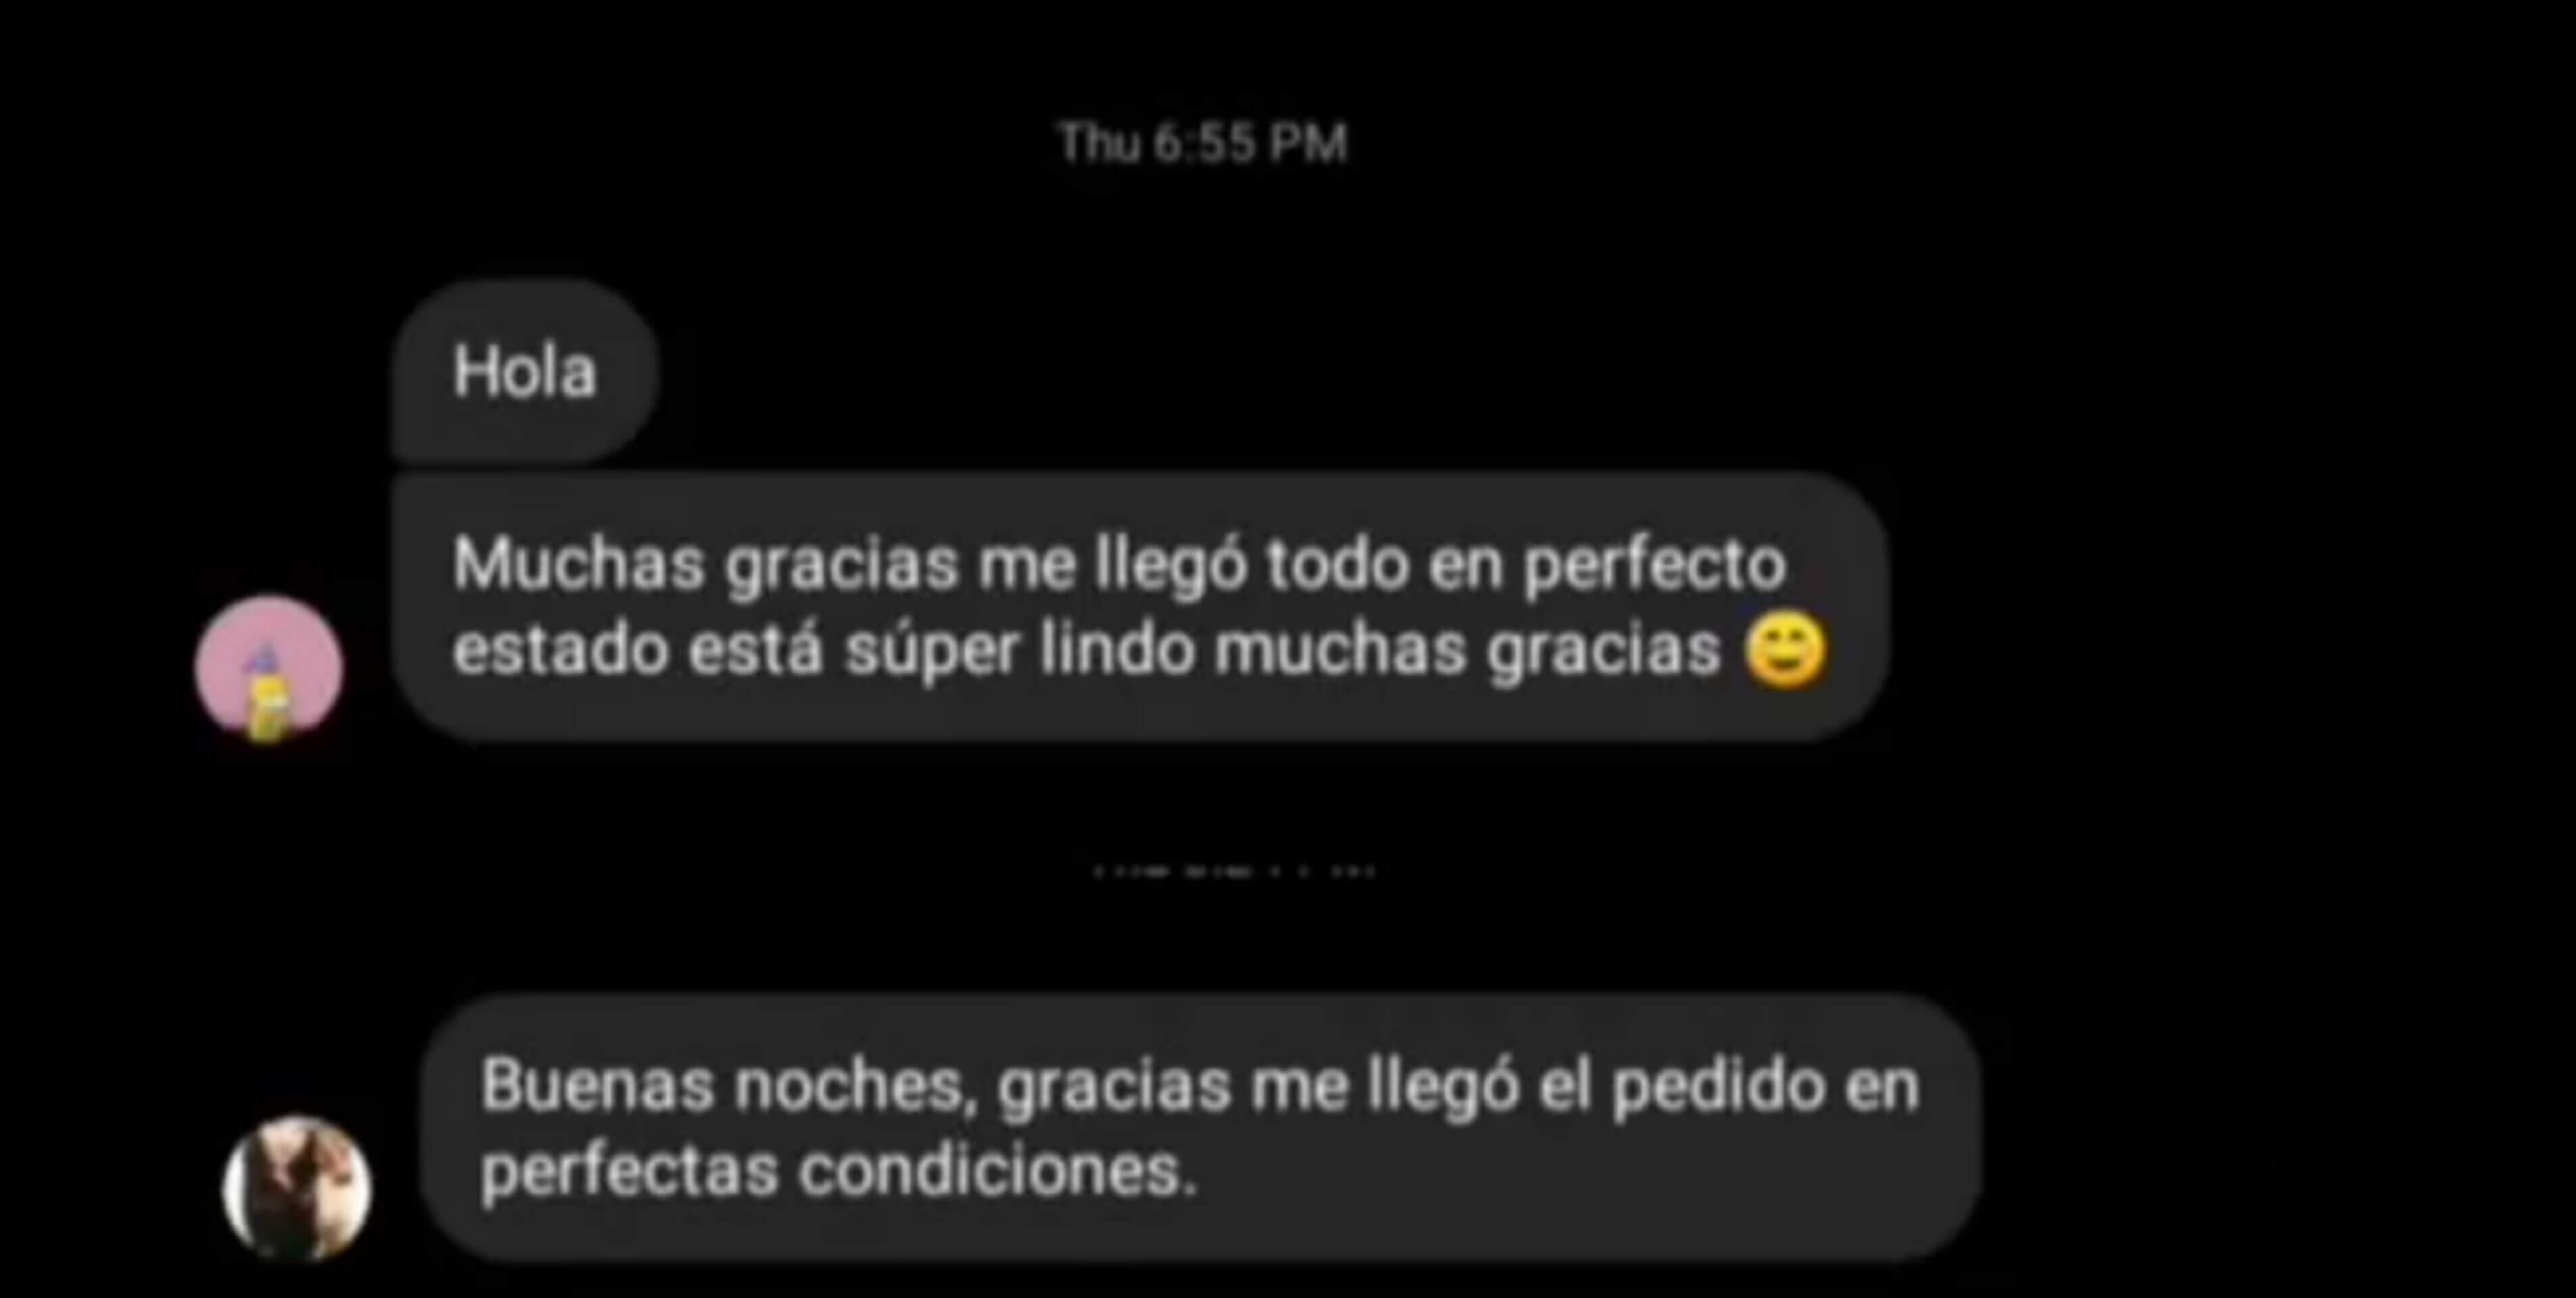 Thu 6:55 PM
Hola
Muchas gracias me llegó todo en perfecto
estado está súper lindo muchas gracias 😊
Buenas noches, gracias me llegó el pedido en
perfectas condiciones.